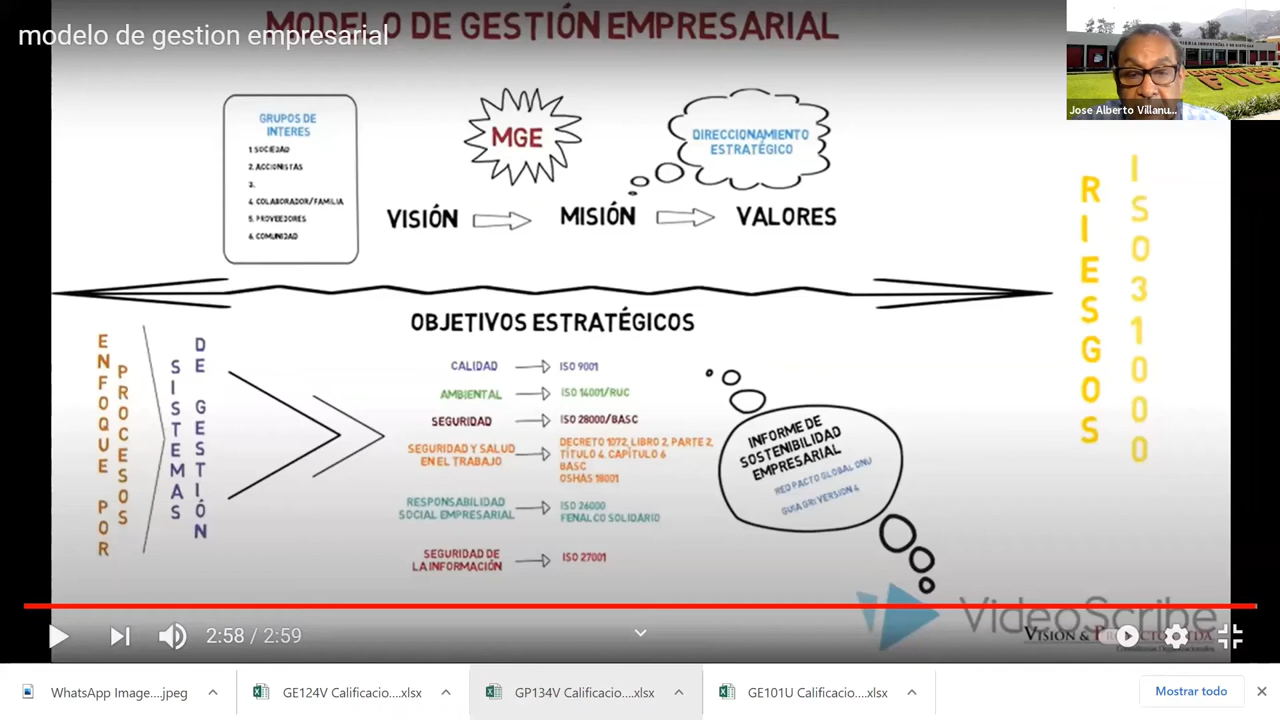 MODELO DE GESTIÓN EMPRESARIAL
modelo de gestion empresarial
Jose Alberto Villanu...
GRUPOS DE
INTERES
1. SOCIEDAD
2. ACCIONISTAS
3.
4. COLABORADOR/FAMILIA
5. PROVEEDORES
6. COMUNIDAD
MGE
DIRECCIONAMIENTO
ESTRATÉGICO
VISIÓN
MISIÓN
VALORES
RIESGOS
ISO31000
OBJETIVOS ESTRATÉGICOS
ENFOQUE POR
PROCESOS
SISTEMAS
DE GESTIÓN
CALIDAD
ISO 9001
AMBIENTAL
ISO 14001/RUC
SEGURIDAD
ISO 28000/BASC
SEGURIDAD Y SALUD
EN EL TRABAJO
DECRETO 1072, LIBRO 2, PARTE 2,
TÍTULO 4, CAPÍTULO 6
BASC
OSHAS 18001
RESPONSABILIDAD
SOCIAL EMPRESARIAL
ISO 26000
FENALCO SOLIDARIO
SEGURIDAD DE
LA INFORMACIÓN
ISO 27001
INFORME DE
SOSTENIBILIDAD
EMPRESARIAL
RED PACTO GLOBAL ONU
GUIA GRI VERSION 4
VideoScribe
VISION &
2:58 / 2:59
WhatsApp Image....jpeg
GE124V Calificacio....xlsx
GP134V Calificacio....xlsx
GE101U Calificacio....xlsx
Mostrar todo